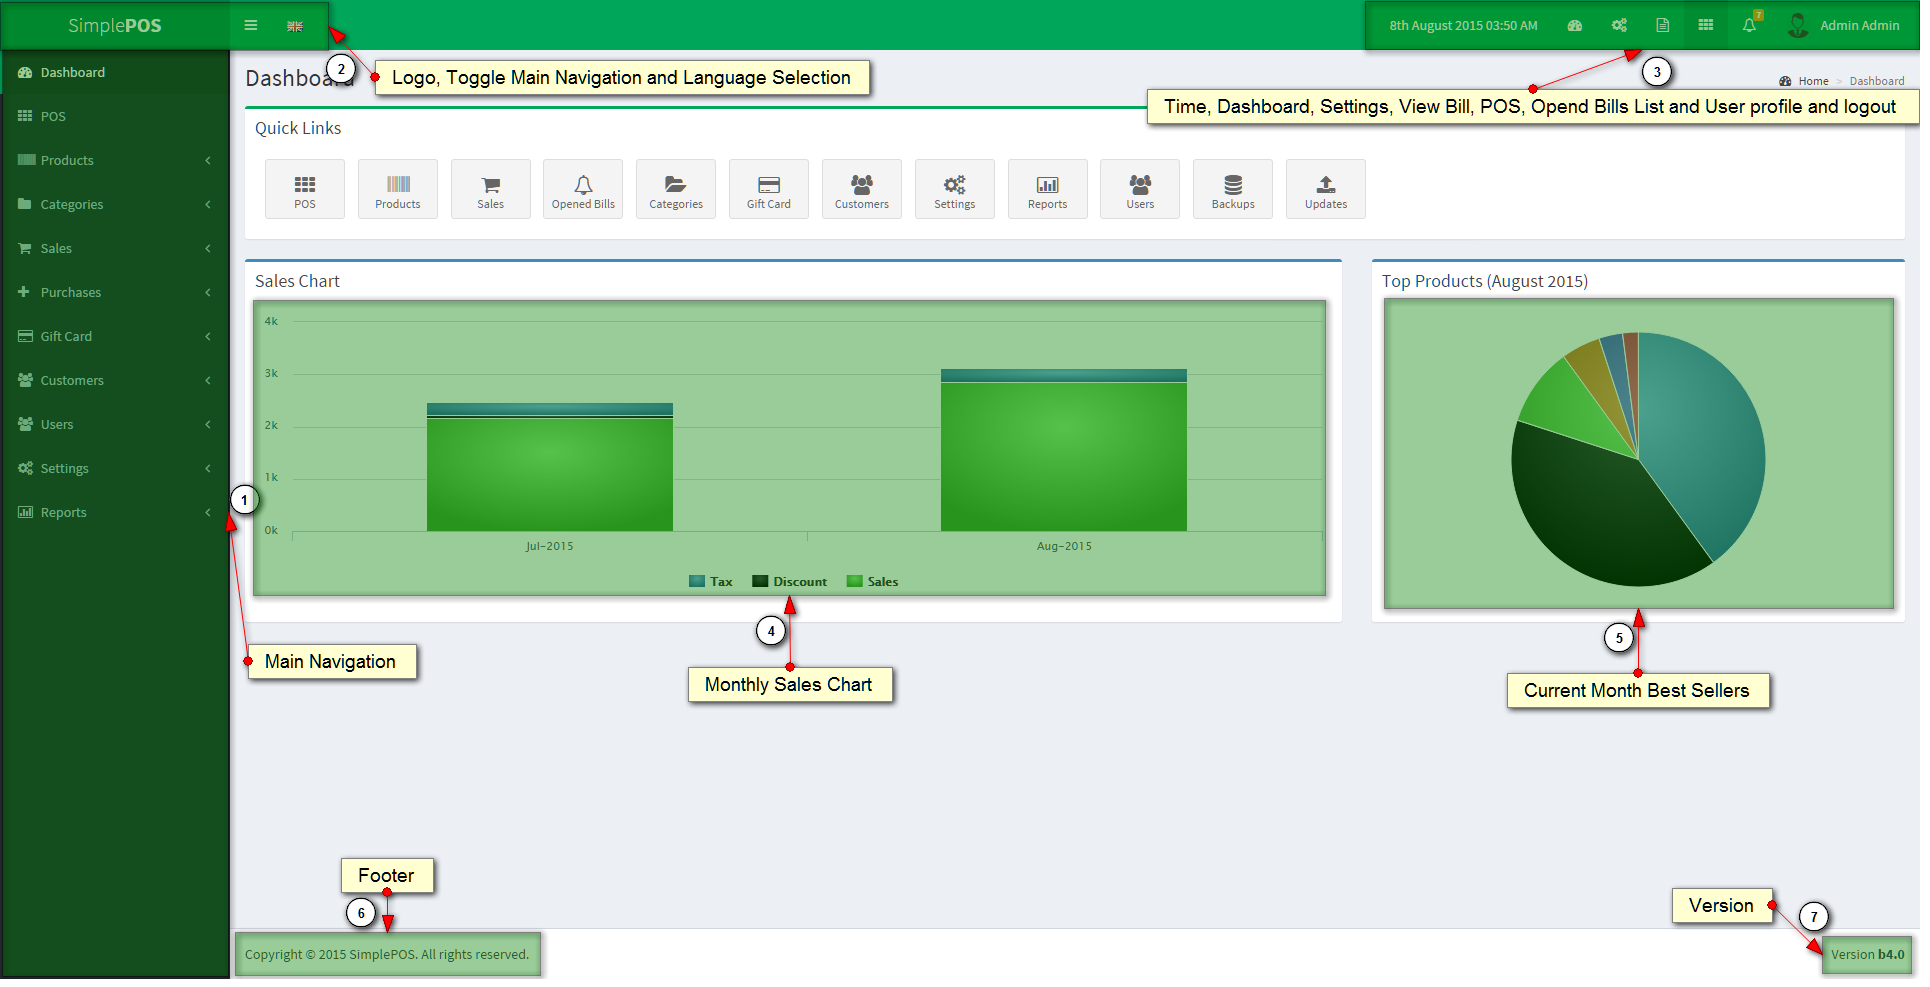 SimplePOS
8th August 2015 03:50 AM
7
Admin Admin
Dashboard
POS
Products
Categories
Sales
Purchases
Gift Card
Customers
Users
Settings
Reports
1
Main Navigation
Dashboard
2
Logo, Toggle Main Navigation and Language Selection
3
Home > Dashboard
Time, Dashboard, Settings, View Bill, POS, Opend Bills List and User profile and logout
Quick Links
POS
Products
Sales
Opened Bills
Categories
Gift Card
Customers
Settings
Reports
Users
Backups
Updates
Sales Chart
4k
3k
2k
1k
0k
Jul-2015
Aug-2015
Tax
Discount
Sales
4
Monthly Sales Chart
Top Products (August 2015)
5
Current Month Best Sellers
Footer
6
Copyright © 2015 SimplePOS. All rights reserved.
Version
7
Version b4.0